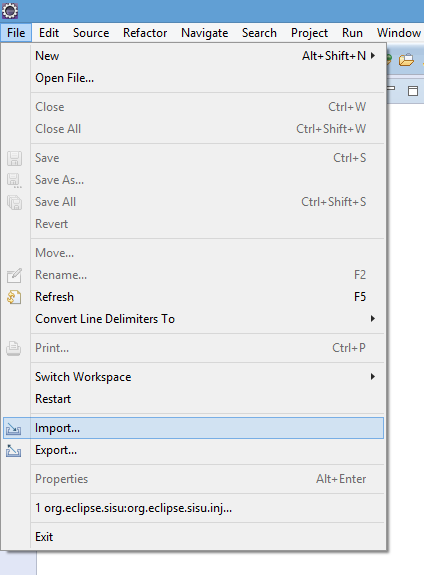 File Edit Source Refactor Navigate Search Project Run Window
New Alt+Shift+N
Open File...
Close Ctrl+W
Close All Ctrl+Shift+W
Save Ctrl+S
Save As...
Save All Ctrl+Shift+S
Revert
Move...
Rename... F2
Refresh F5
Convert Line Delimiters To
Print... Ctrl+P
Switch Workspace
Restart
Import...
Export...
Properties Alt+Enter
1 org.eclipse.sisu:org.eclipse.sisu.inj...
Exit